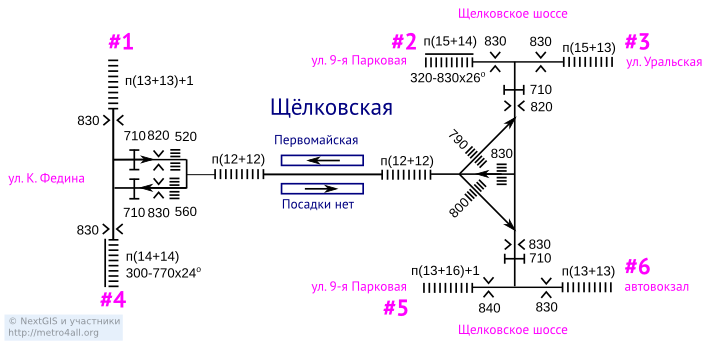 Щелковское шоссе
#1
#2
п(15+14)
830
830
п(15+13)
#3
ул. 9-я Парковая
ул. Уральская
320-830x26°
п(13+13)+1
710
820
830
Щёлковская
710 820 520
Первомайская
790
830
п(12+12)
п(12+12)
ул. К. Федина
Посадки нет
800
710 830 560
830
830
710
п(14+14)
300-770x24°
#4
ул. 9-я Парковая
п(13+16)+1
п(13+13)
#6
автовокзал
#5
840
830
Щелковское шоссе
© NextGIS и участники
http://metro4all.org